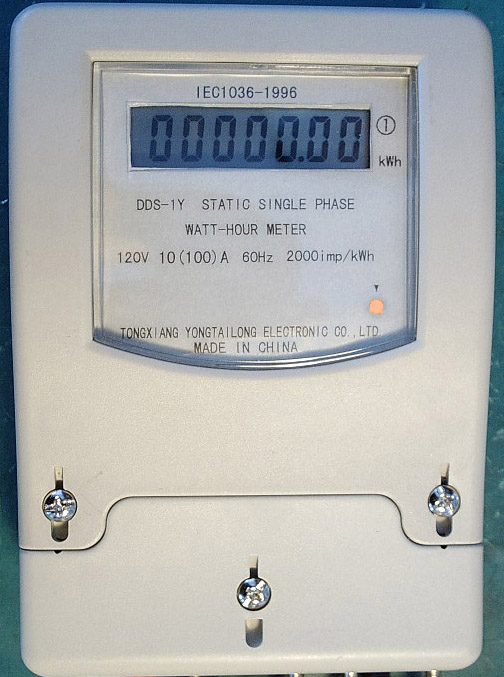 IEC1036-1996
00000.00
①
kWh
DDS-1Y STATIC SINGLE PHASE
WATT-HOUR METER
120V 10(100)A 60Hz 2000imp/kWh
TONGXIANG YONGTAILONG ELECTRONIC CO.,LTD
MADE IN CHINA